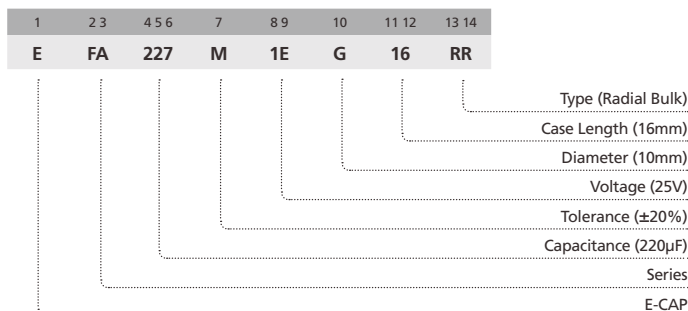 1 2 3 4 5 6 7 8 9 10 11 12 13 14
E FA 227 M 1E G 16 RR
Type (Radial Bulk)
Case Length (16mm)
Diameter (10mm)
Voltage (25V)
Tolerance (±20%)
Capacitance (220µF)
Series
E-CAP